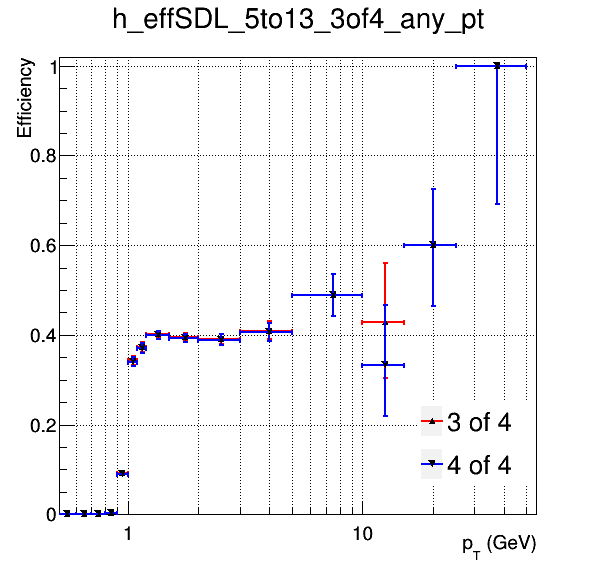 h_effSDL_5to13_3of4_any_pt
Efficiency
1
0.8
0.6
0.4
0.2
0
3 of 4
4 of 4
1
10
p_T (GeV)